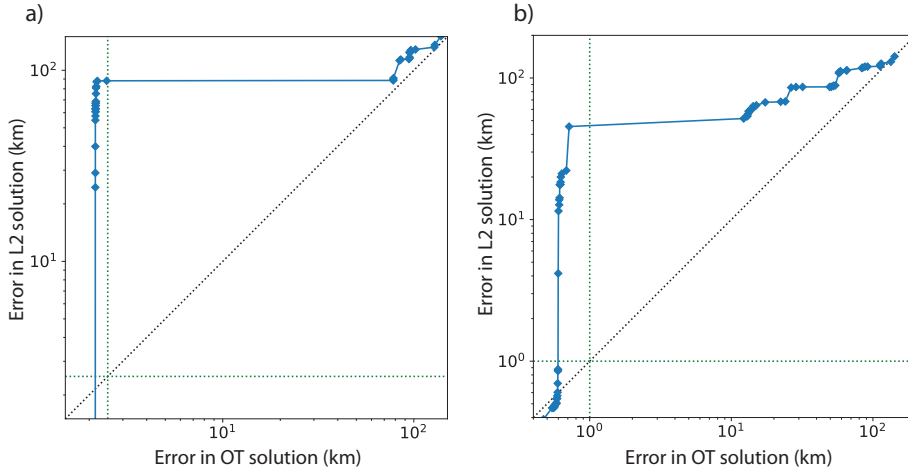 a)
b)
10²
10¹
Error in L2 solution (km)
10¹
10²
Error in OT solution (km)
10²
10¹
10⁰
Error in L2 solution (km)
10⁰
10¹
10²
Error in OT solution (km)